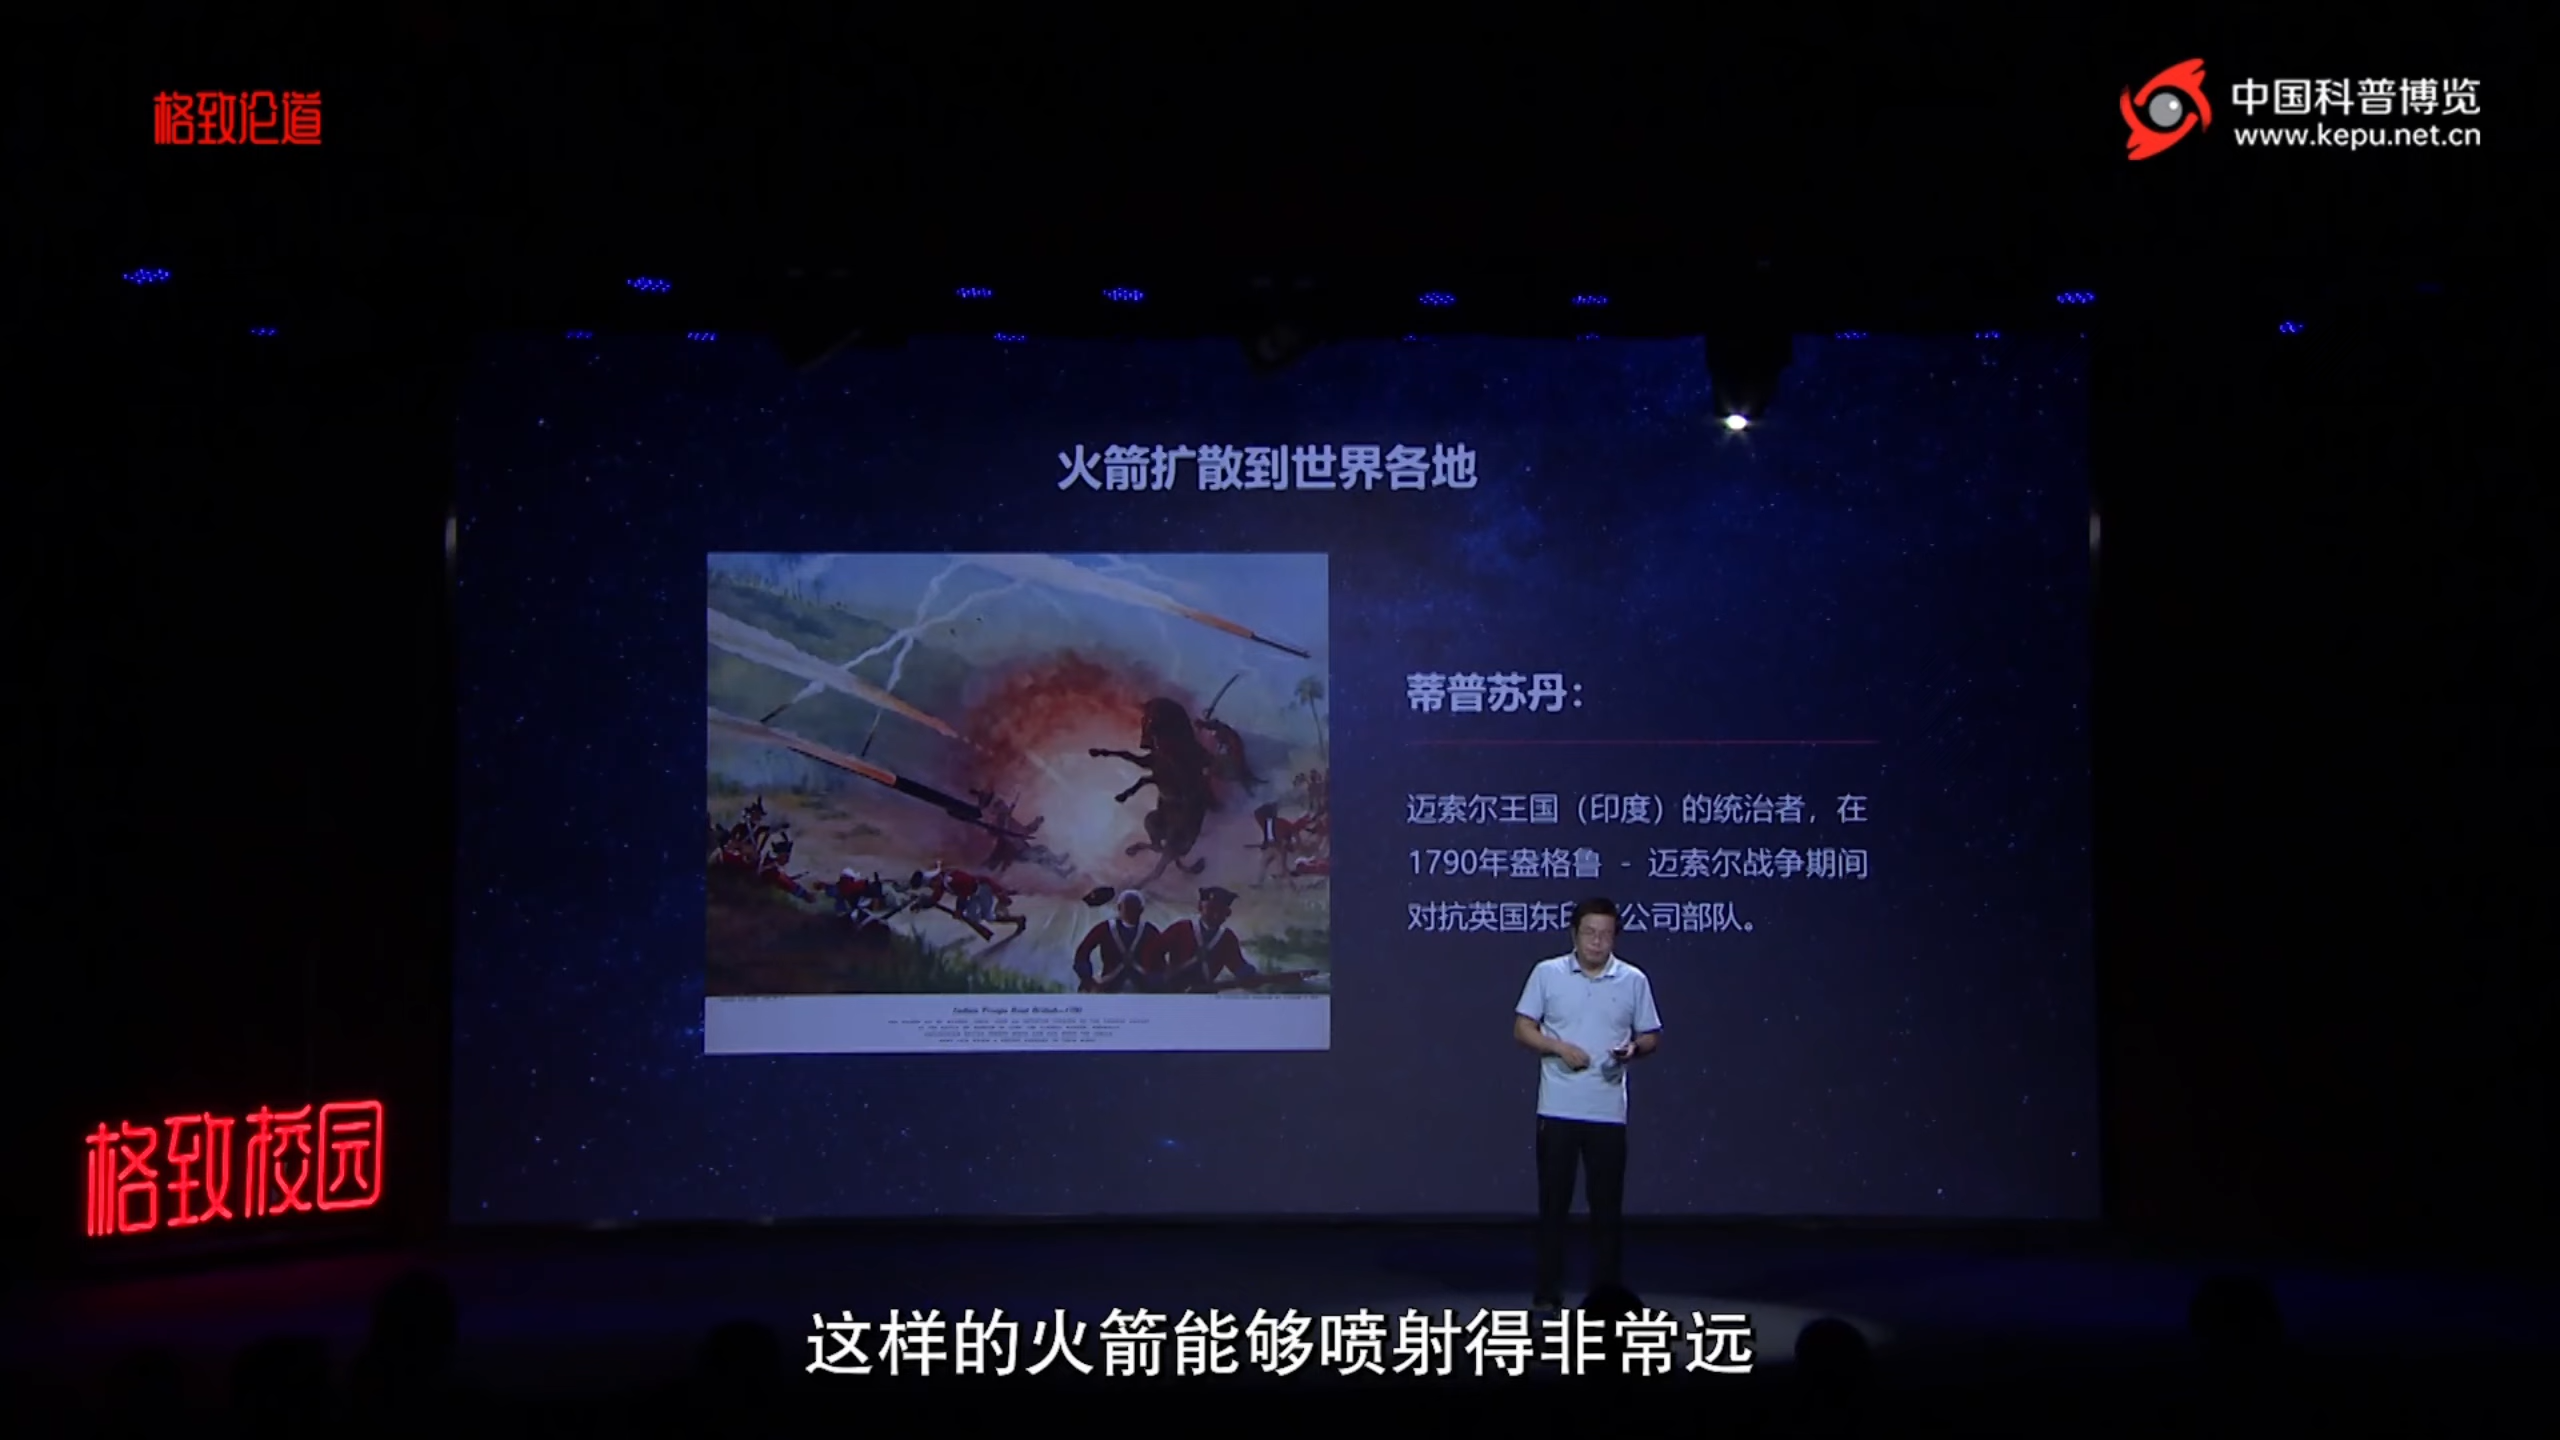 格致论道
中国科普博览
www.kepu.net.cn
火箭扩散到世界各地
蒂普苏丹：
迈索尔王国（印度）的统治者，在
1790年盎格鲁 - 迈索尔战争期间
对抗英国东印 公司部队。
格致校园
这样的火箭能够喷射得非常远